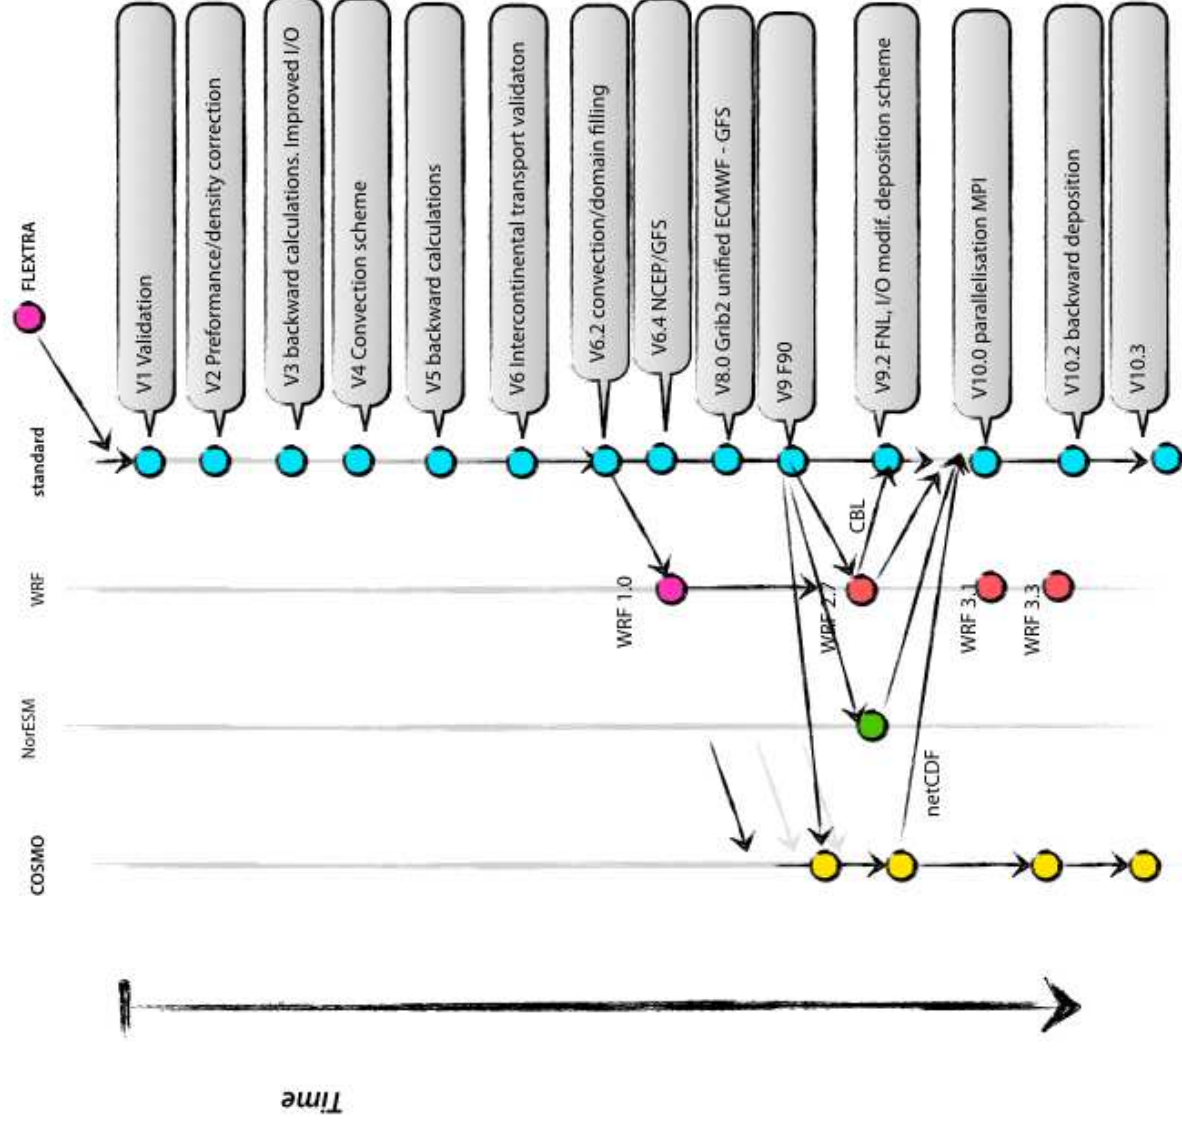 FLEXTRA
standard
WRF
NorESM
COSMO
Time
V1 Validation
V2 Preformance/density correction
V3 backward calculations. Improved I/O
V4 Convection scheme
V5 backward calculations
V6 Intercontinental transport validaton
V6.2 convection/domain filling
V6.4 NCEP/GFS
V8.0 Grib2 unified ECMWF - GFS
V9 F90
V9.2 FNL, I/O modif. deposition scheme
V10.0 parallelisation MPI
V10.2 backward deposition
V10.3
WRF 1.0
WRF 2.7
CBL
WRF 3.1
WRF 3.3
netCDF